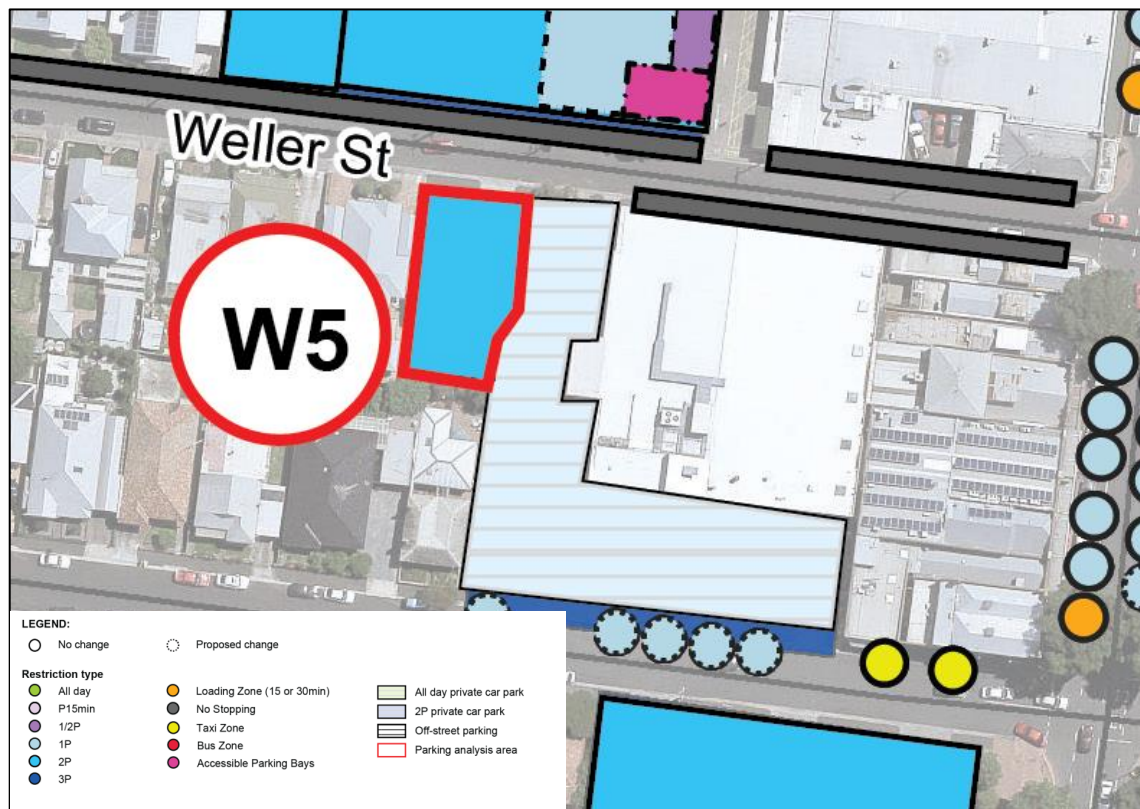 Weller St
W5
LEGEND:
No change
Proposed change
Restriction type
All day
P15min
1/2P
1P
2P
3P
Loading Zone (15 or 30min)
No Stopping
Taxi Zone
Bus Zone
Accessible Parking Bays
All day private car park
2P private car park
Off-street parking
Parking analysis area